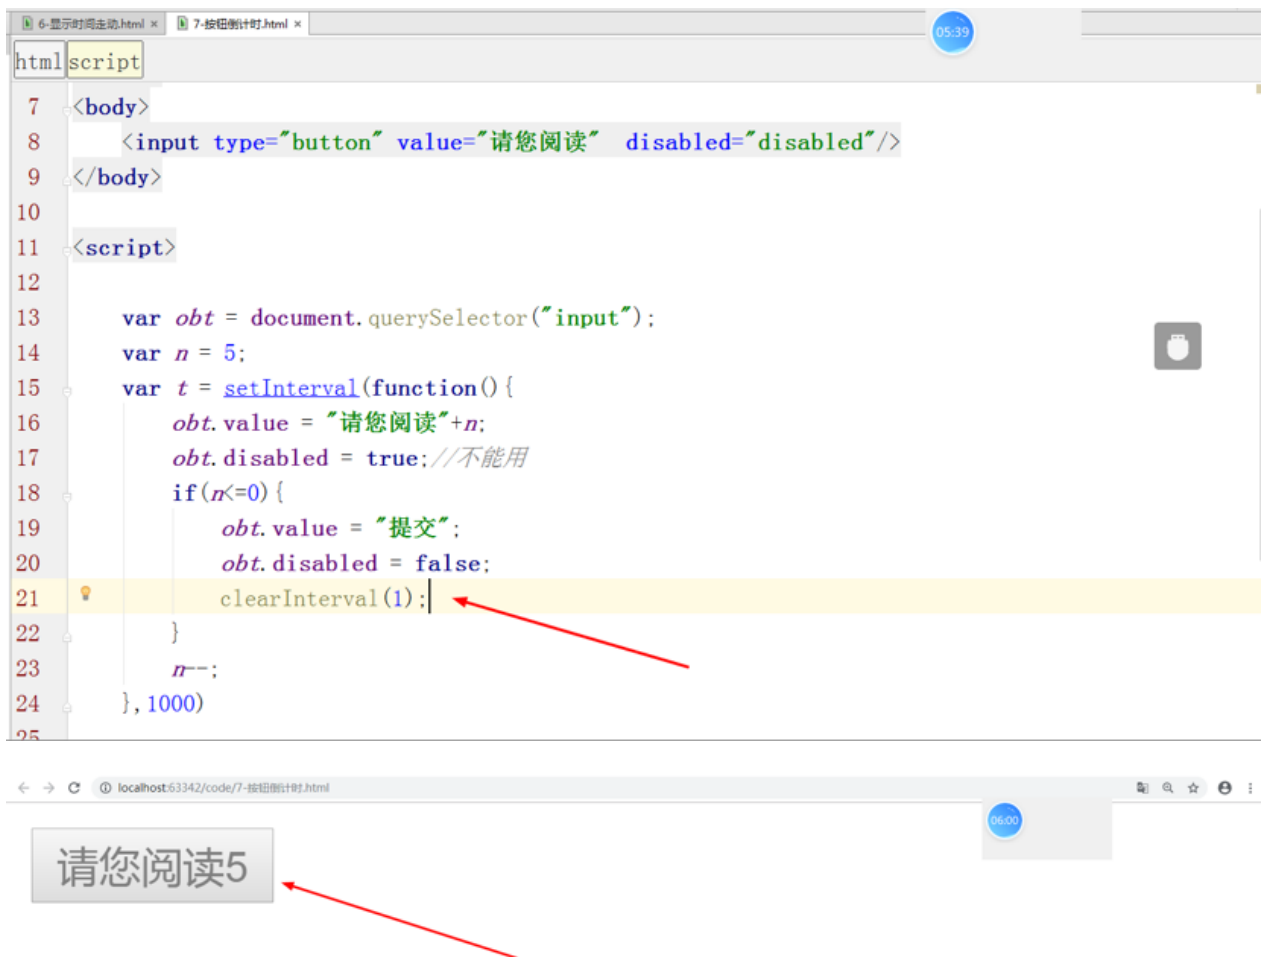 6-显示时间走动.html × 7-按钮倒计时.html ×
05:39
html script
7 <body>
8 <input type="button" value="请您阅读" disabled="disabled"/>
9 </body>
10
11 <script>
12
13 var obt = document.querySelector("input");
14 var n = 5;
15 var t = setInterval(function(){
16 obt.value = "请您阅读"+n;
17 obt.disabled = true;//不能用
18 if(n<=0){
19 obt.value = "提交";
20 obt.disabled = false;
21 clearInterval(1);
22 }
23 n--;
24 },1000)
25
localhost:63342/code/7-按钮倒计时.html
06:00
请您阅读5